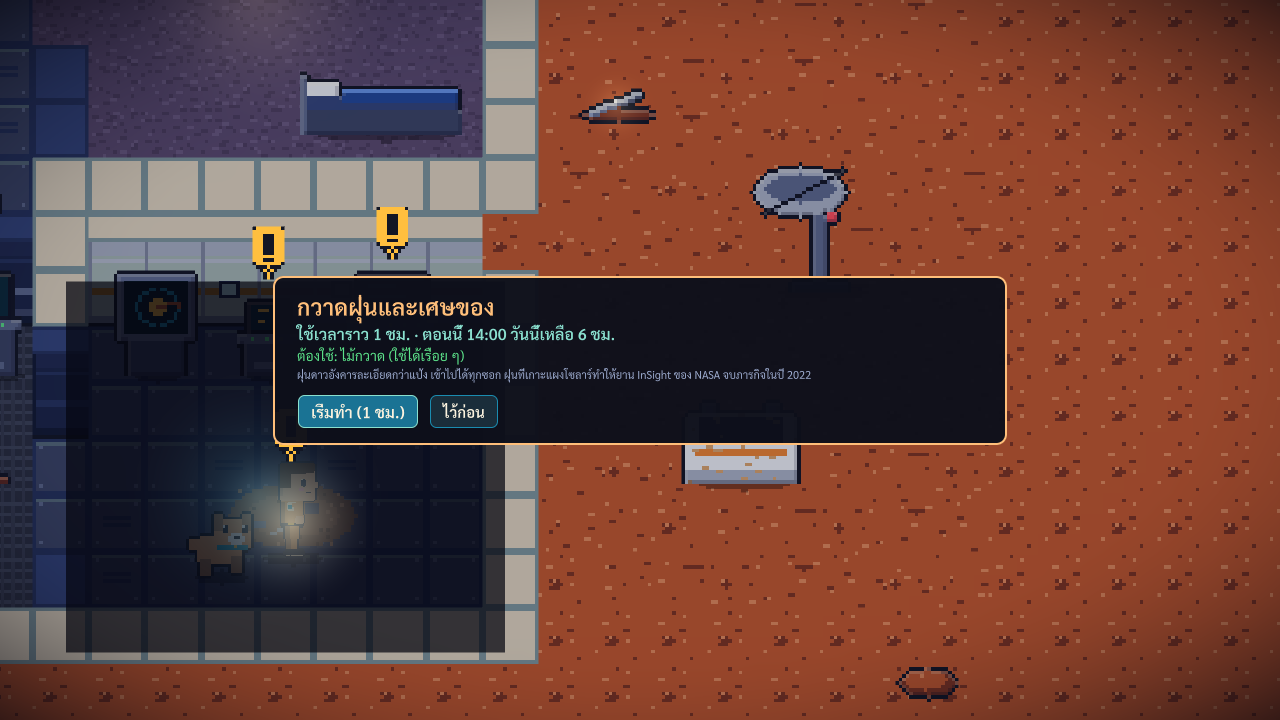 กวาดฝุ่นและเศษของ
ใช้เวลาราว 1 ชม. · ตอนนี้ 14:00 วันนี้เหลือ 6 ชม.
ต้องใช้: ไม้กวาด (ใช้ได้เรื่อย ๆ)
ฝุ่นดาวอังคารละเอียดกว่าแป้ง เข้าไปได้ทุกซอก ฝุ่นที่เกาะแผงโซลาร์ทำให้ยาน InSight ของ NASA จบภารกิจในปี 2022
เริ่มทำ (1 ชม.)
ไว้ก่อน